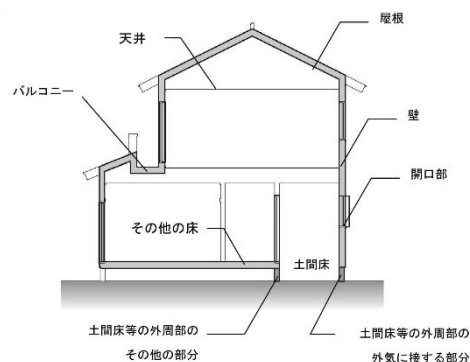 屋根
天井
バルコニー
壁
開口部
その他の床
土間床
土間床等の外周部の
その他の部分
土間床等の外周部の
外気に接する部分